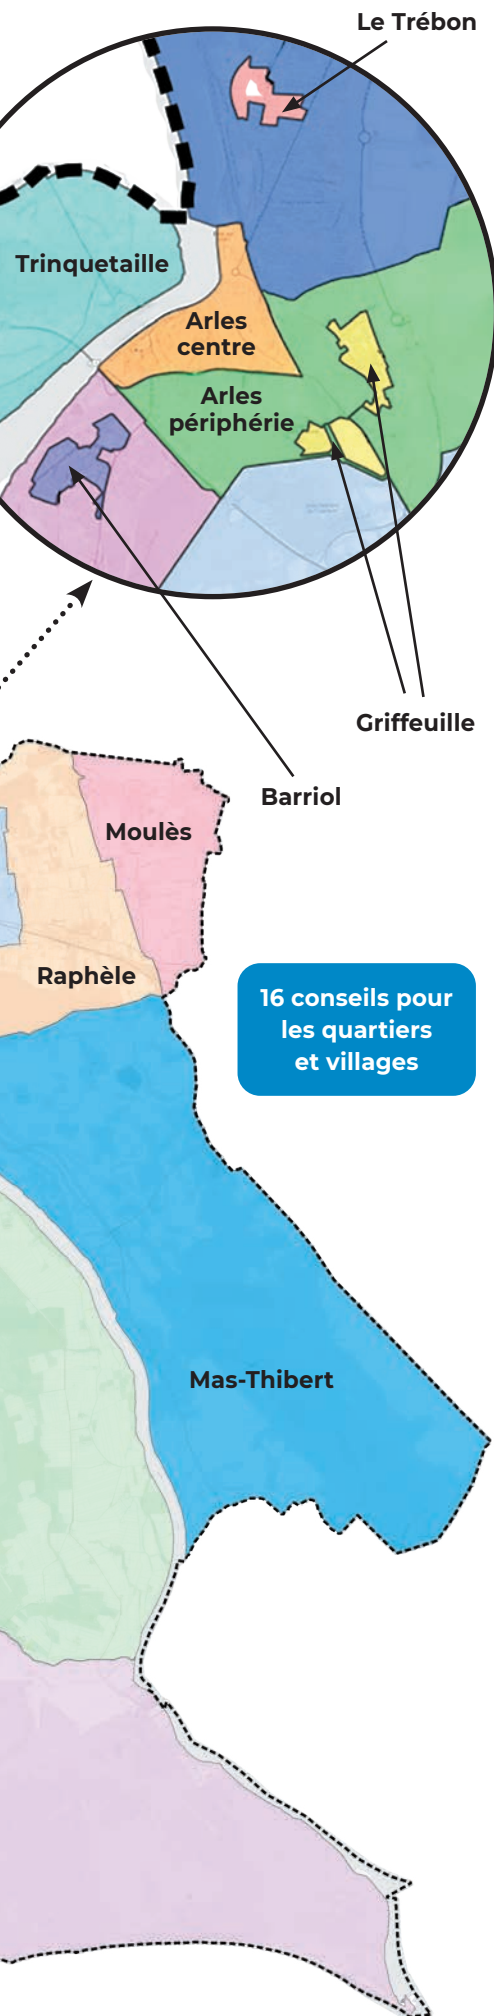 Le Trébon
Trinquetaille
Arles
centre
Arles
périphérie
Griffeuille
Barriol
Moulès
Raphèle
16 conseils pour
les quartiers
et villages
Mas-Thibert